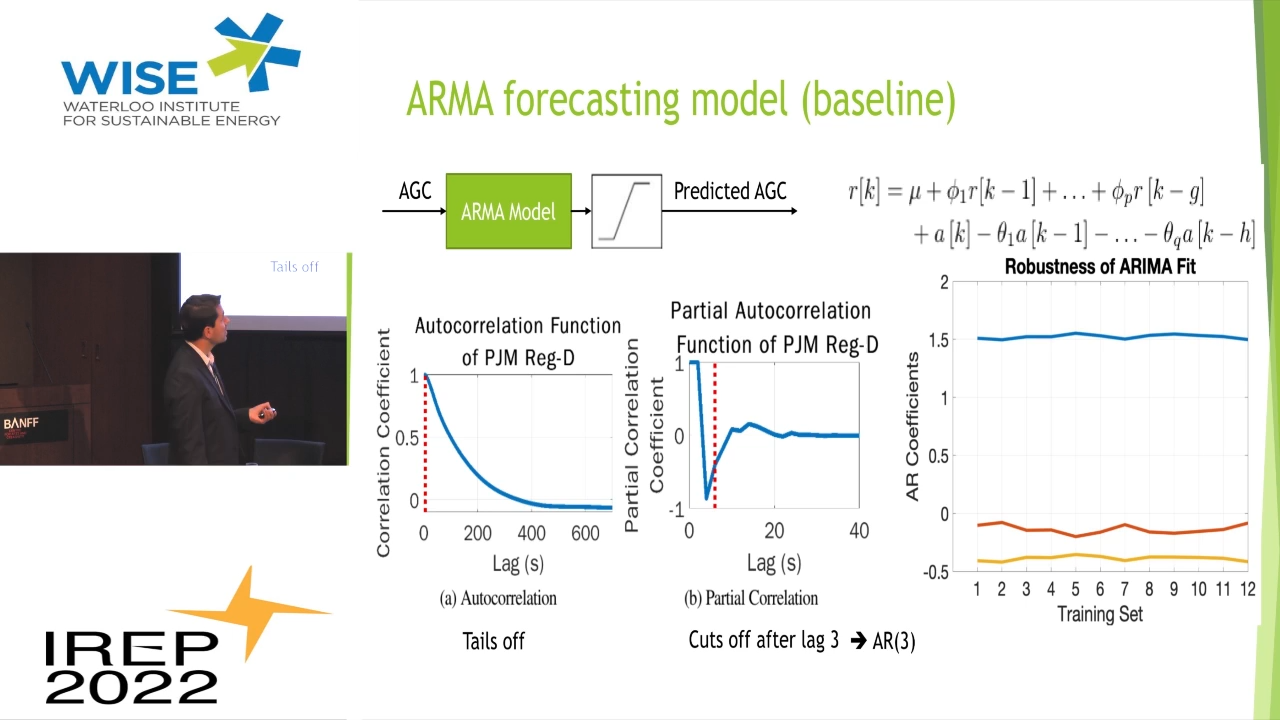 WISE
WATERLOO INSTITUTE
FOR SUSTAINABLE ENERGY
ARMA forecasting model (baseline)
AGC
ARMA Model
Predicted AGC
r[k] = μ + ϕ₁r[k − 1] + … + ϕₚr [k − g]
+ a [k] − θ₁a [k − 1] − … − θ_qa [k − h]
Tails off
BANFF
Autocorrelation Function
of PJM Reg-D
Correlation Coefficient
1
0.5
0
0 200 400 600
Lag (s)
(a) Autocorrelation
Tails off
Partial Autocorrelation
Function of PJM Reg-D
Partial Correlation
Coefficient
1
0
-1
0 20 40
Lag (s)
(b) Partial Correlation
Cuts off after lag 3 ➔ AR(3)
Robustness of ARIMA Fit
AR Coefficients
2
1.5
1
0.5
0
-0.5
1 2 3 4 5 6 7 8 9 10 11 12
Training Set
IREP
2022